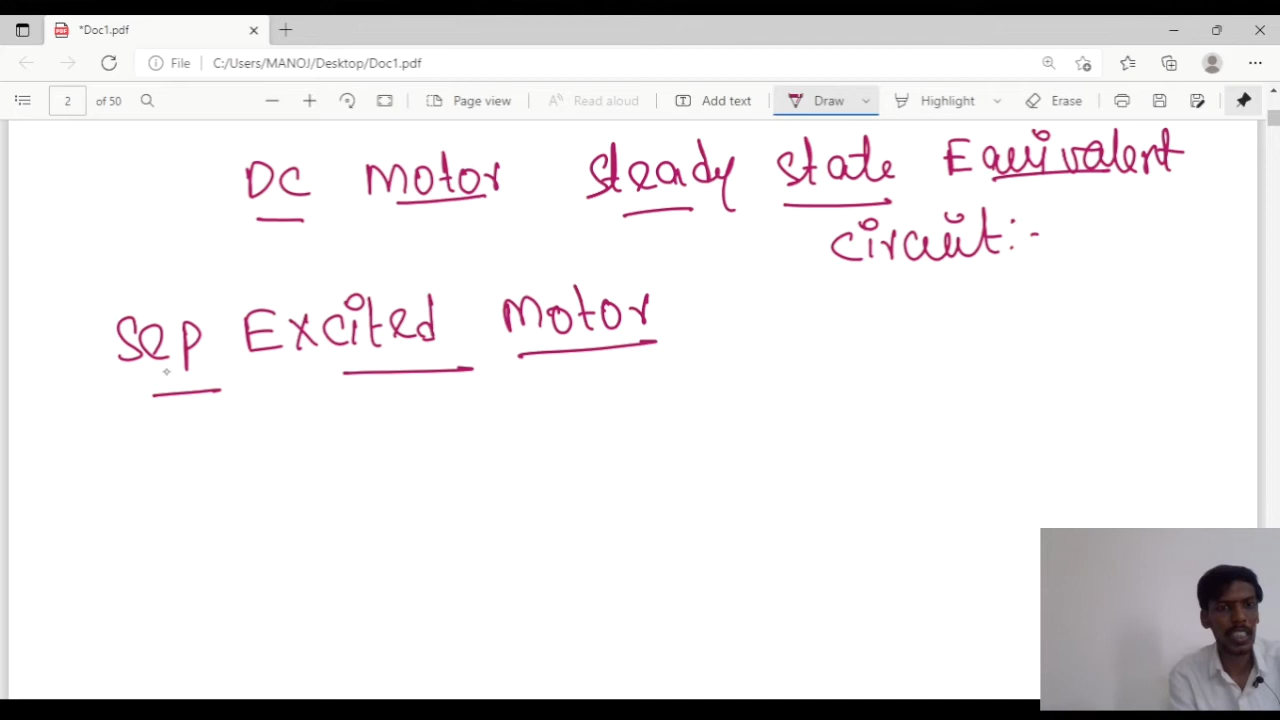 *Doc1.pdf
File C:/Users/MANOJ/Desktop/Doc1.pdf
2 of 50 Page view Read aloud Add text Draw Highlight Erase
DC Motor Steady State Equivalent
circuit:-
Sep Excited Motor